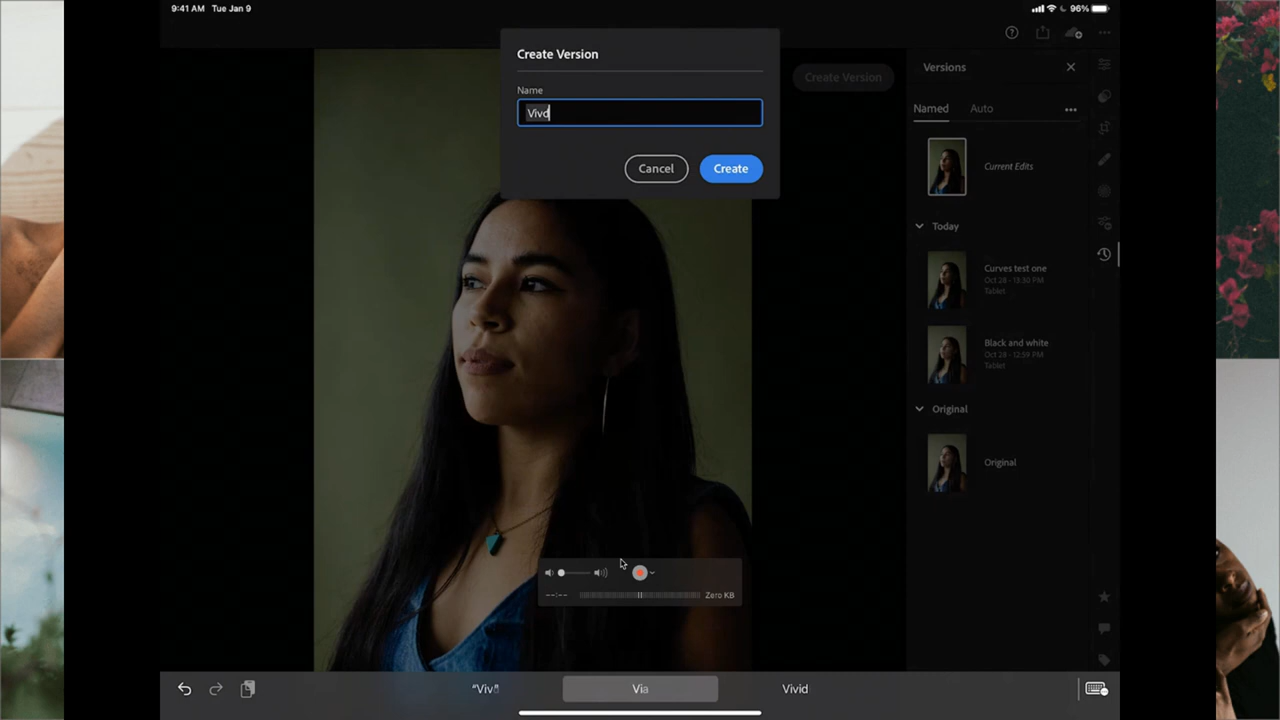 9:41 AM Tue Jan 9
96%
Create Version
Name
Vivd
Cancel
Create
Create Version
Versions
Named
Auto
Current Edits
Today
Curves test one
Oct 28 - 13:30 PM
Tablet
Black and white
Oct 28 - 12:59 PM
Tablet
Original
Original
--:--
Zero KB
Via
Vivid